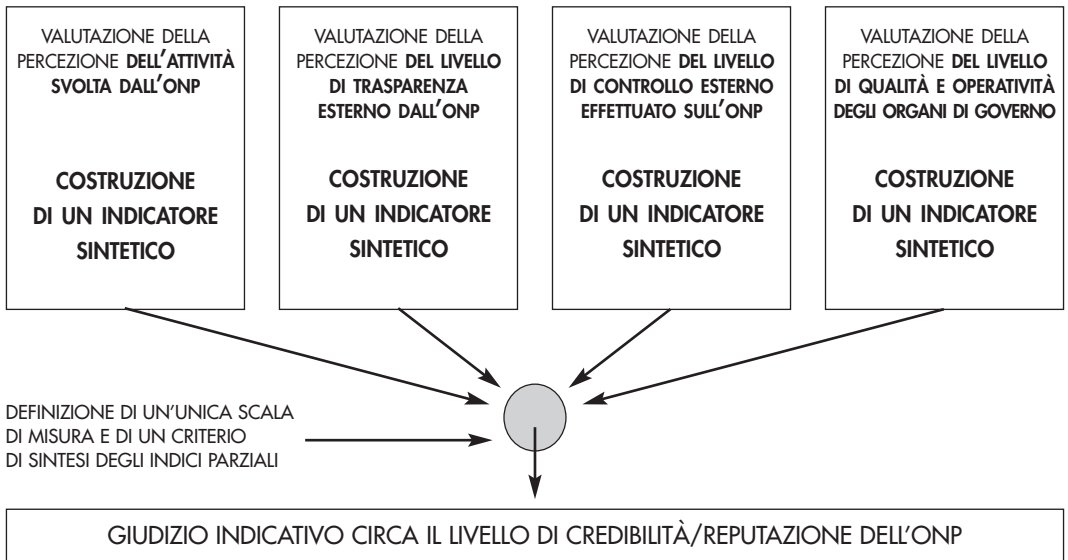 VALUTAZIONE DELLA
PERCEZIONE DELL'ATTIVITÀ
SVOLTA DALL'ONP
COSTRUZIONE
DI UN INDICATORE
SINTETICO
VALUTAZIONE DELLA
PERCEZIONE DEL LIVELLO
DI TRASPARENZA
ESTERNO DALL'ONP
COSTRUZIONE
DI UN INDICATORE
SINTETICO
VALUTAZIONE DELLA
PERCEZIONE DEL LIVELLO
DI CONTROLLO ESTERNO
EFFETTUATO SULL'ONP
COSTRUZIONE
DI UN INDICATORE
SINTETICO
VALUTAZIONE DELLA
PERCEZIONE DEL LIVELLO
DI QUALITÀ E OPERATIVITÀ
DEGLI ORGANI DI GOVERNO
COSTRUZIONE
DI UN INDICATORE
SINTETICO
DEFINIZIONE DI UN'UNICA SCALA
DI MISURA E DI UN CRITERIO
DI SINTESI DEGLI INDICI PARZIALI
GIUDIZIO INDICATIVO CIRCA IL LIVELLO DI CREDIBILITÀ/REPUTAZIONE DELL'ONP